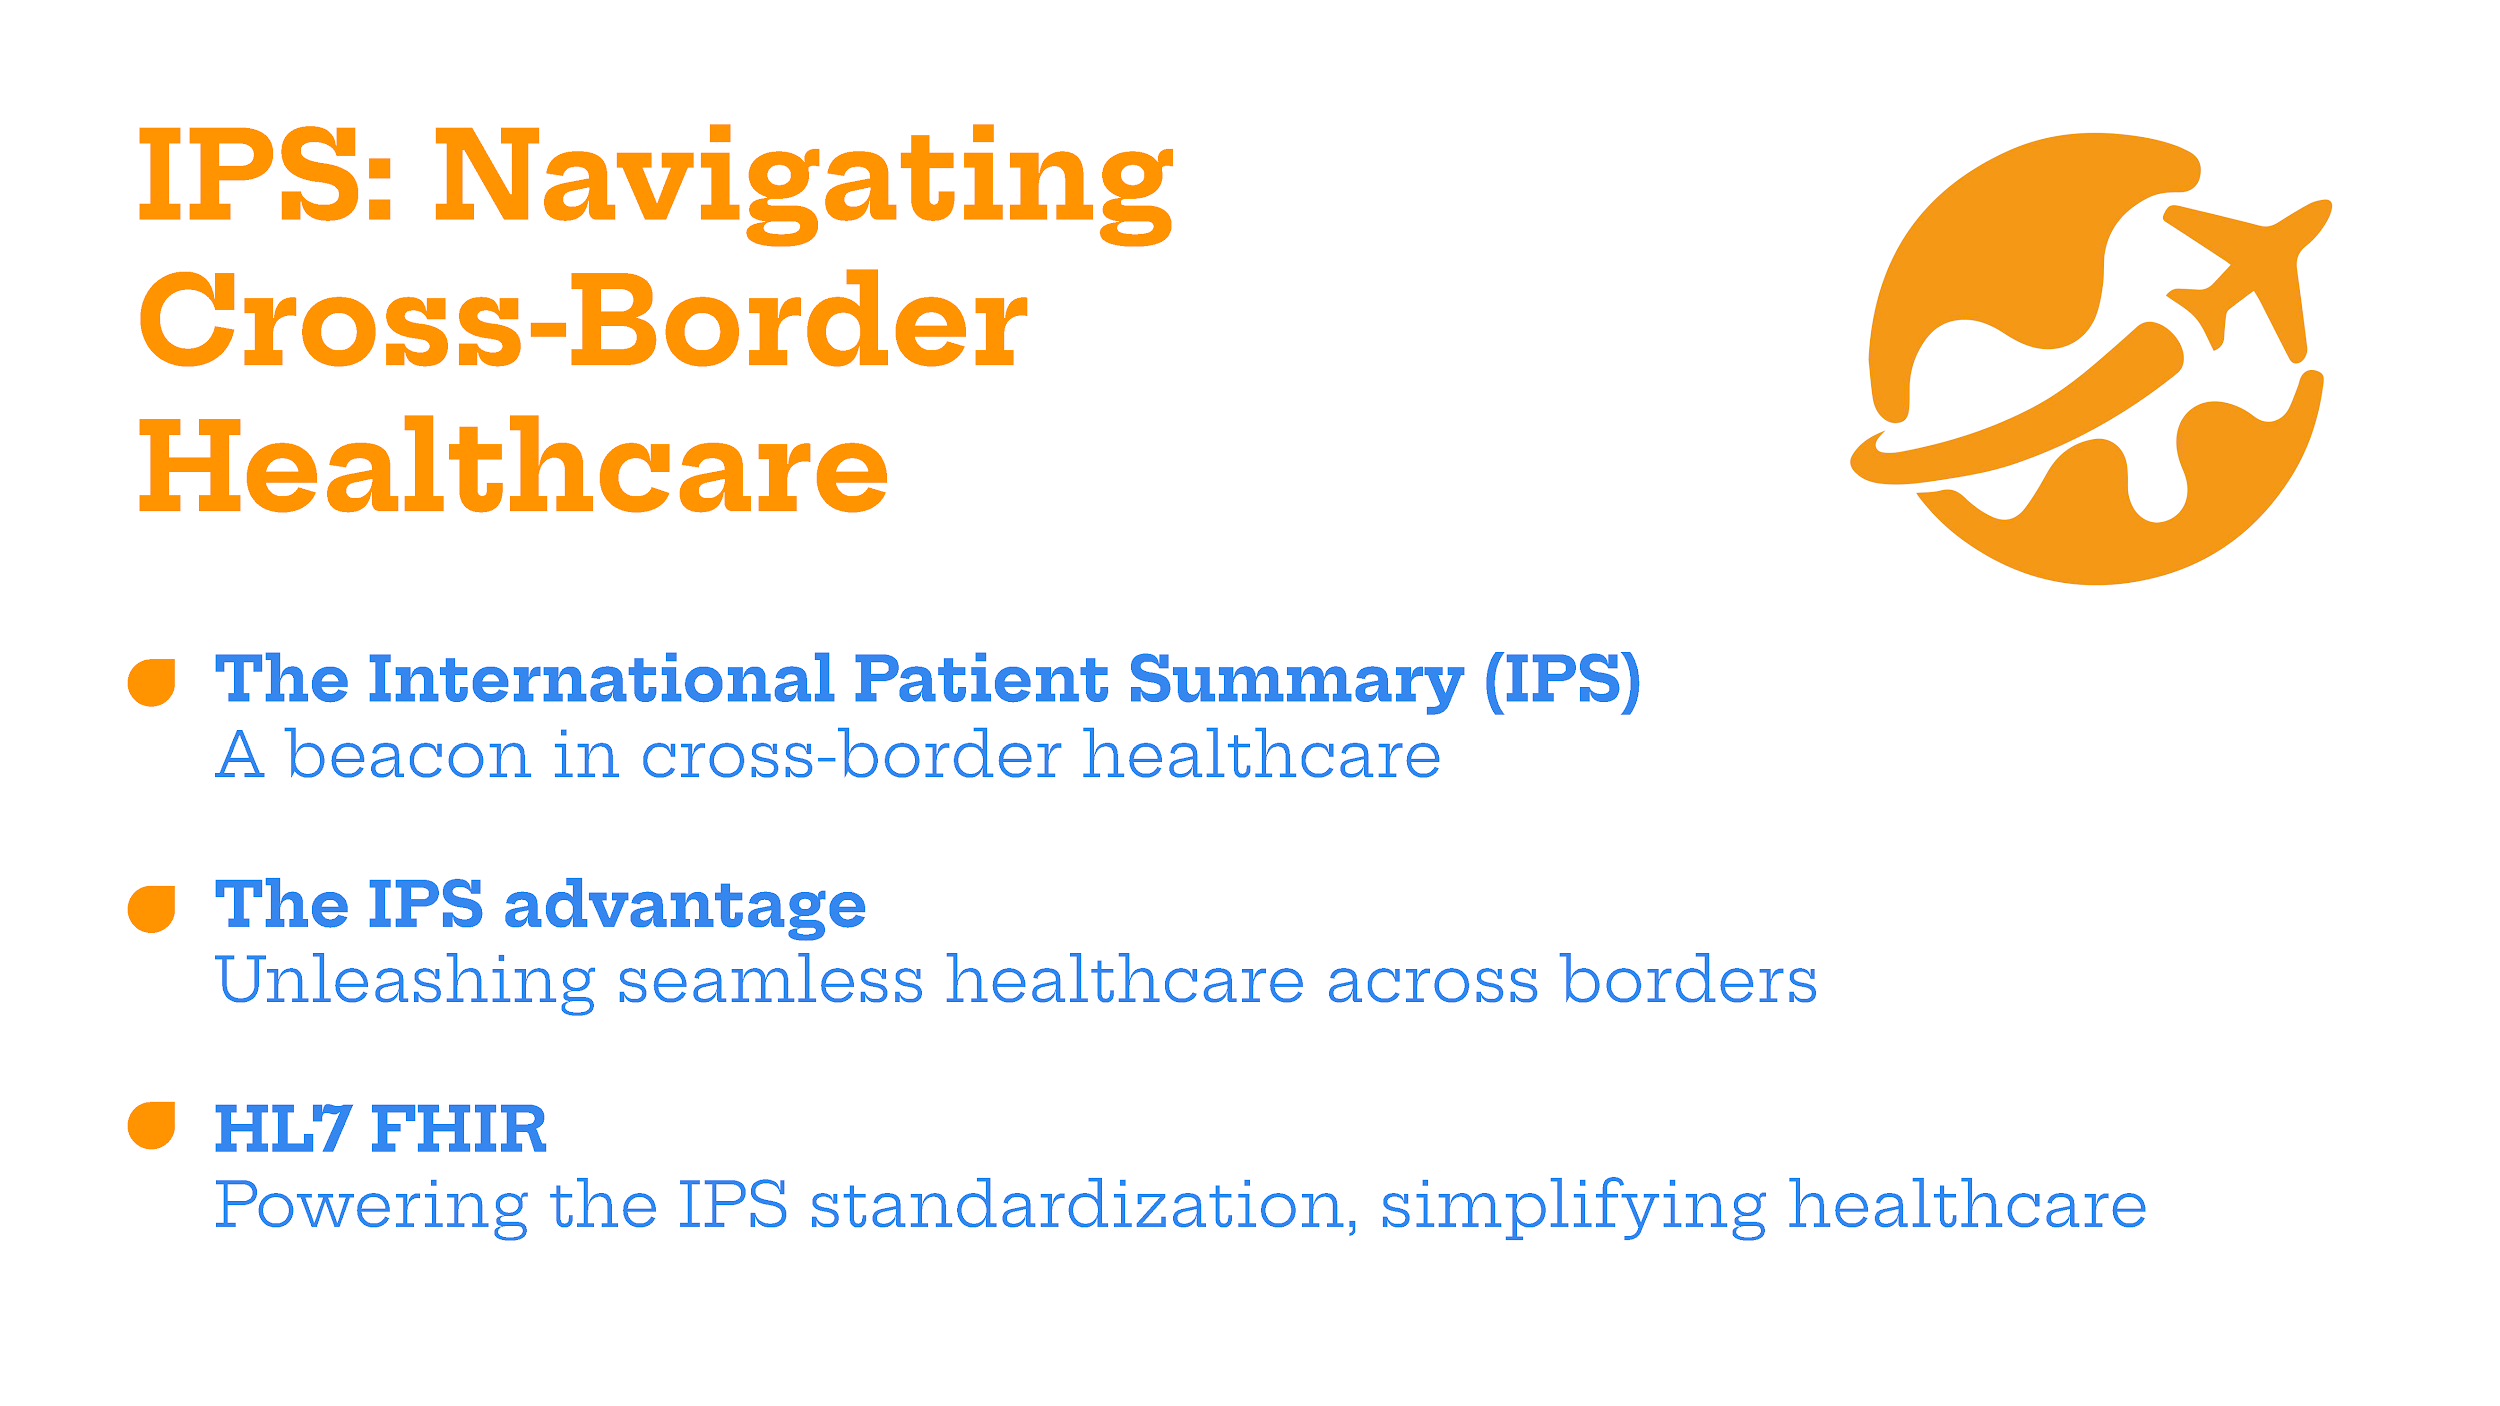 IPS: Navigating
Cross-Border
Healthcare
The International Patient Summary (IPS)
A beacon in cross-border healthcare
The IPS advantage
Unleashing seamless healthcare across borders
HL7 FHIR
Powering the IPS standardization, simplifying healthcare